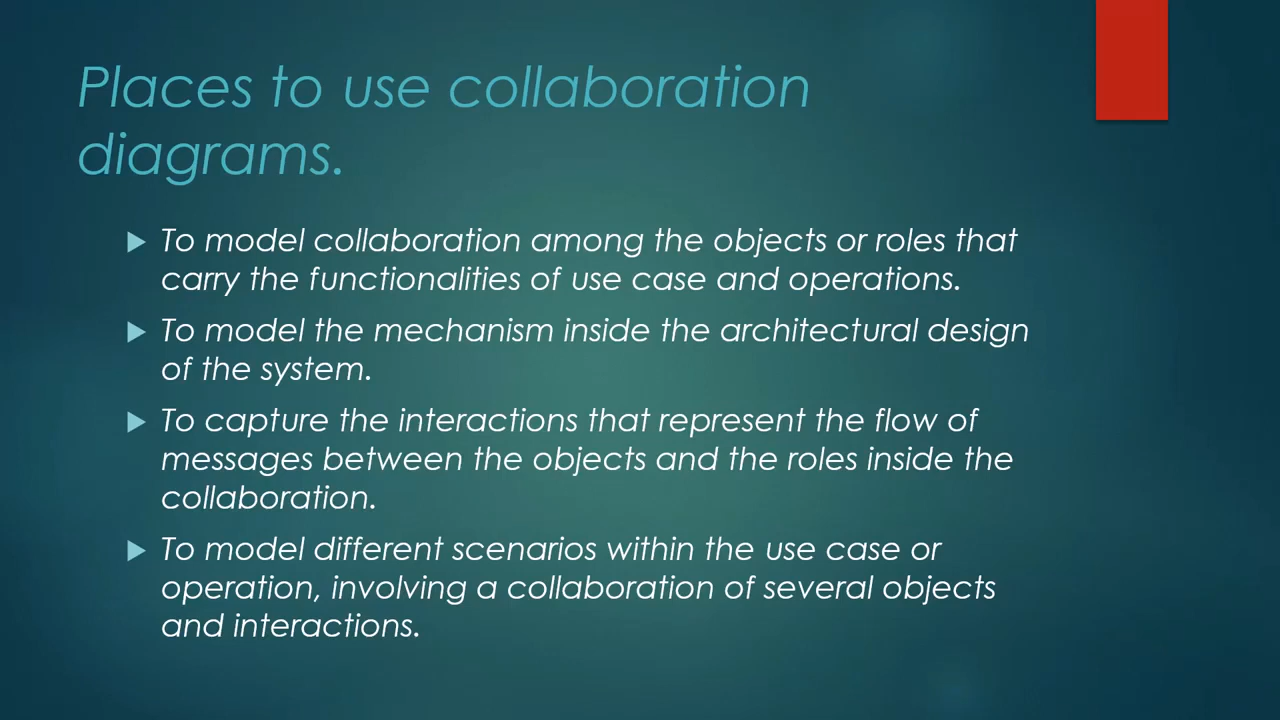 Places to use collaboration
diagrams.
To model collaboration among the objects or roles that
carry the functionalities of use case and operations.
To model the mechanism inside the architectural design
of the system.
To capture the interactions that represent the flow of
messages between the objects and the roles inside the
collaboration.
To model different scenarios within the use case or
operation, involving a collaboration of several objects
and interactions.